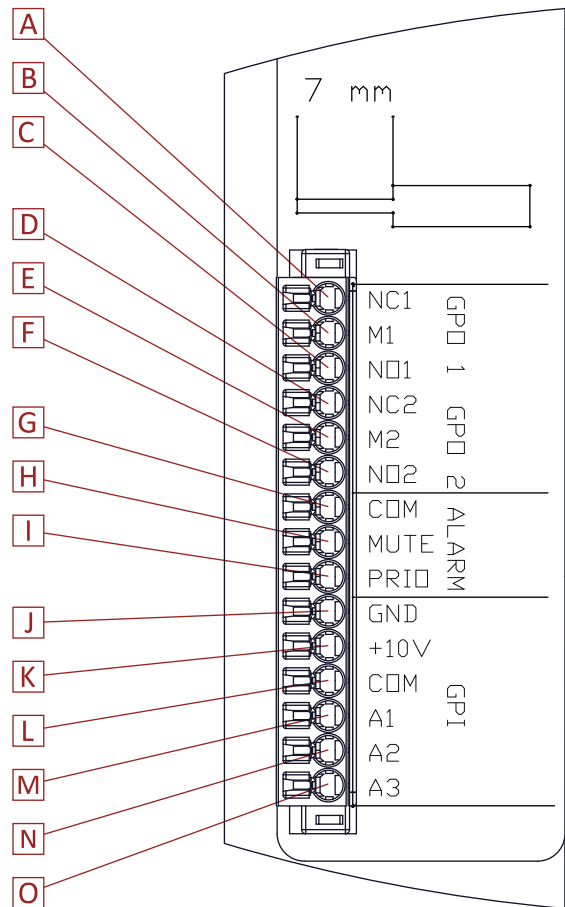 A
B
C
D
E
F
G
H
I
J
K
L
M
N
O
7 mm
NC1
M1
NO1
NC2
M2
NO2
COM
MUTE
PRIO
GND
+10V
COM
A1
A2
A3
GPO 1
GPO 2
ALARM
GPI